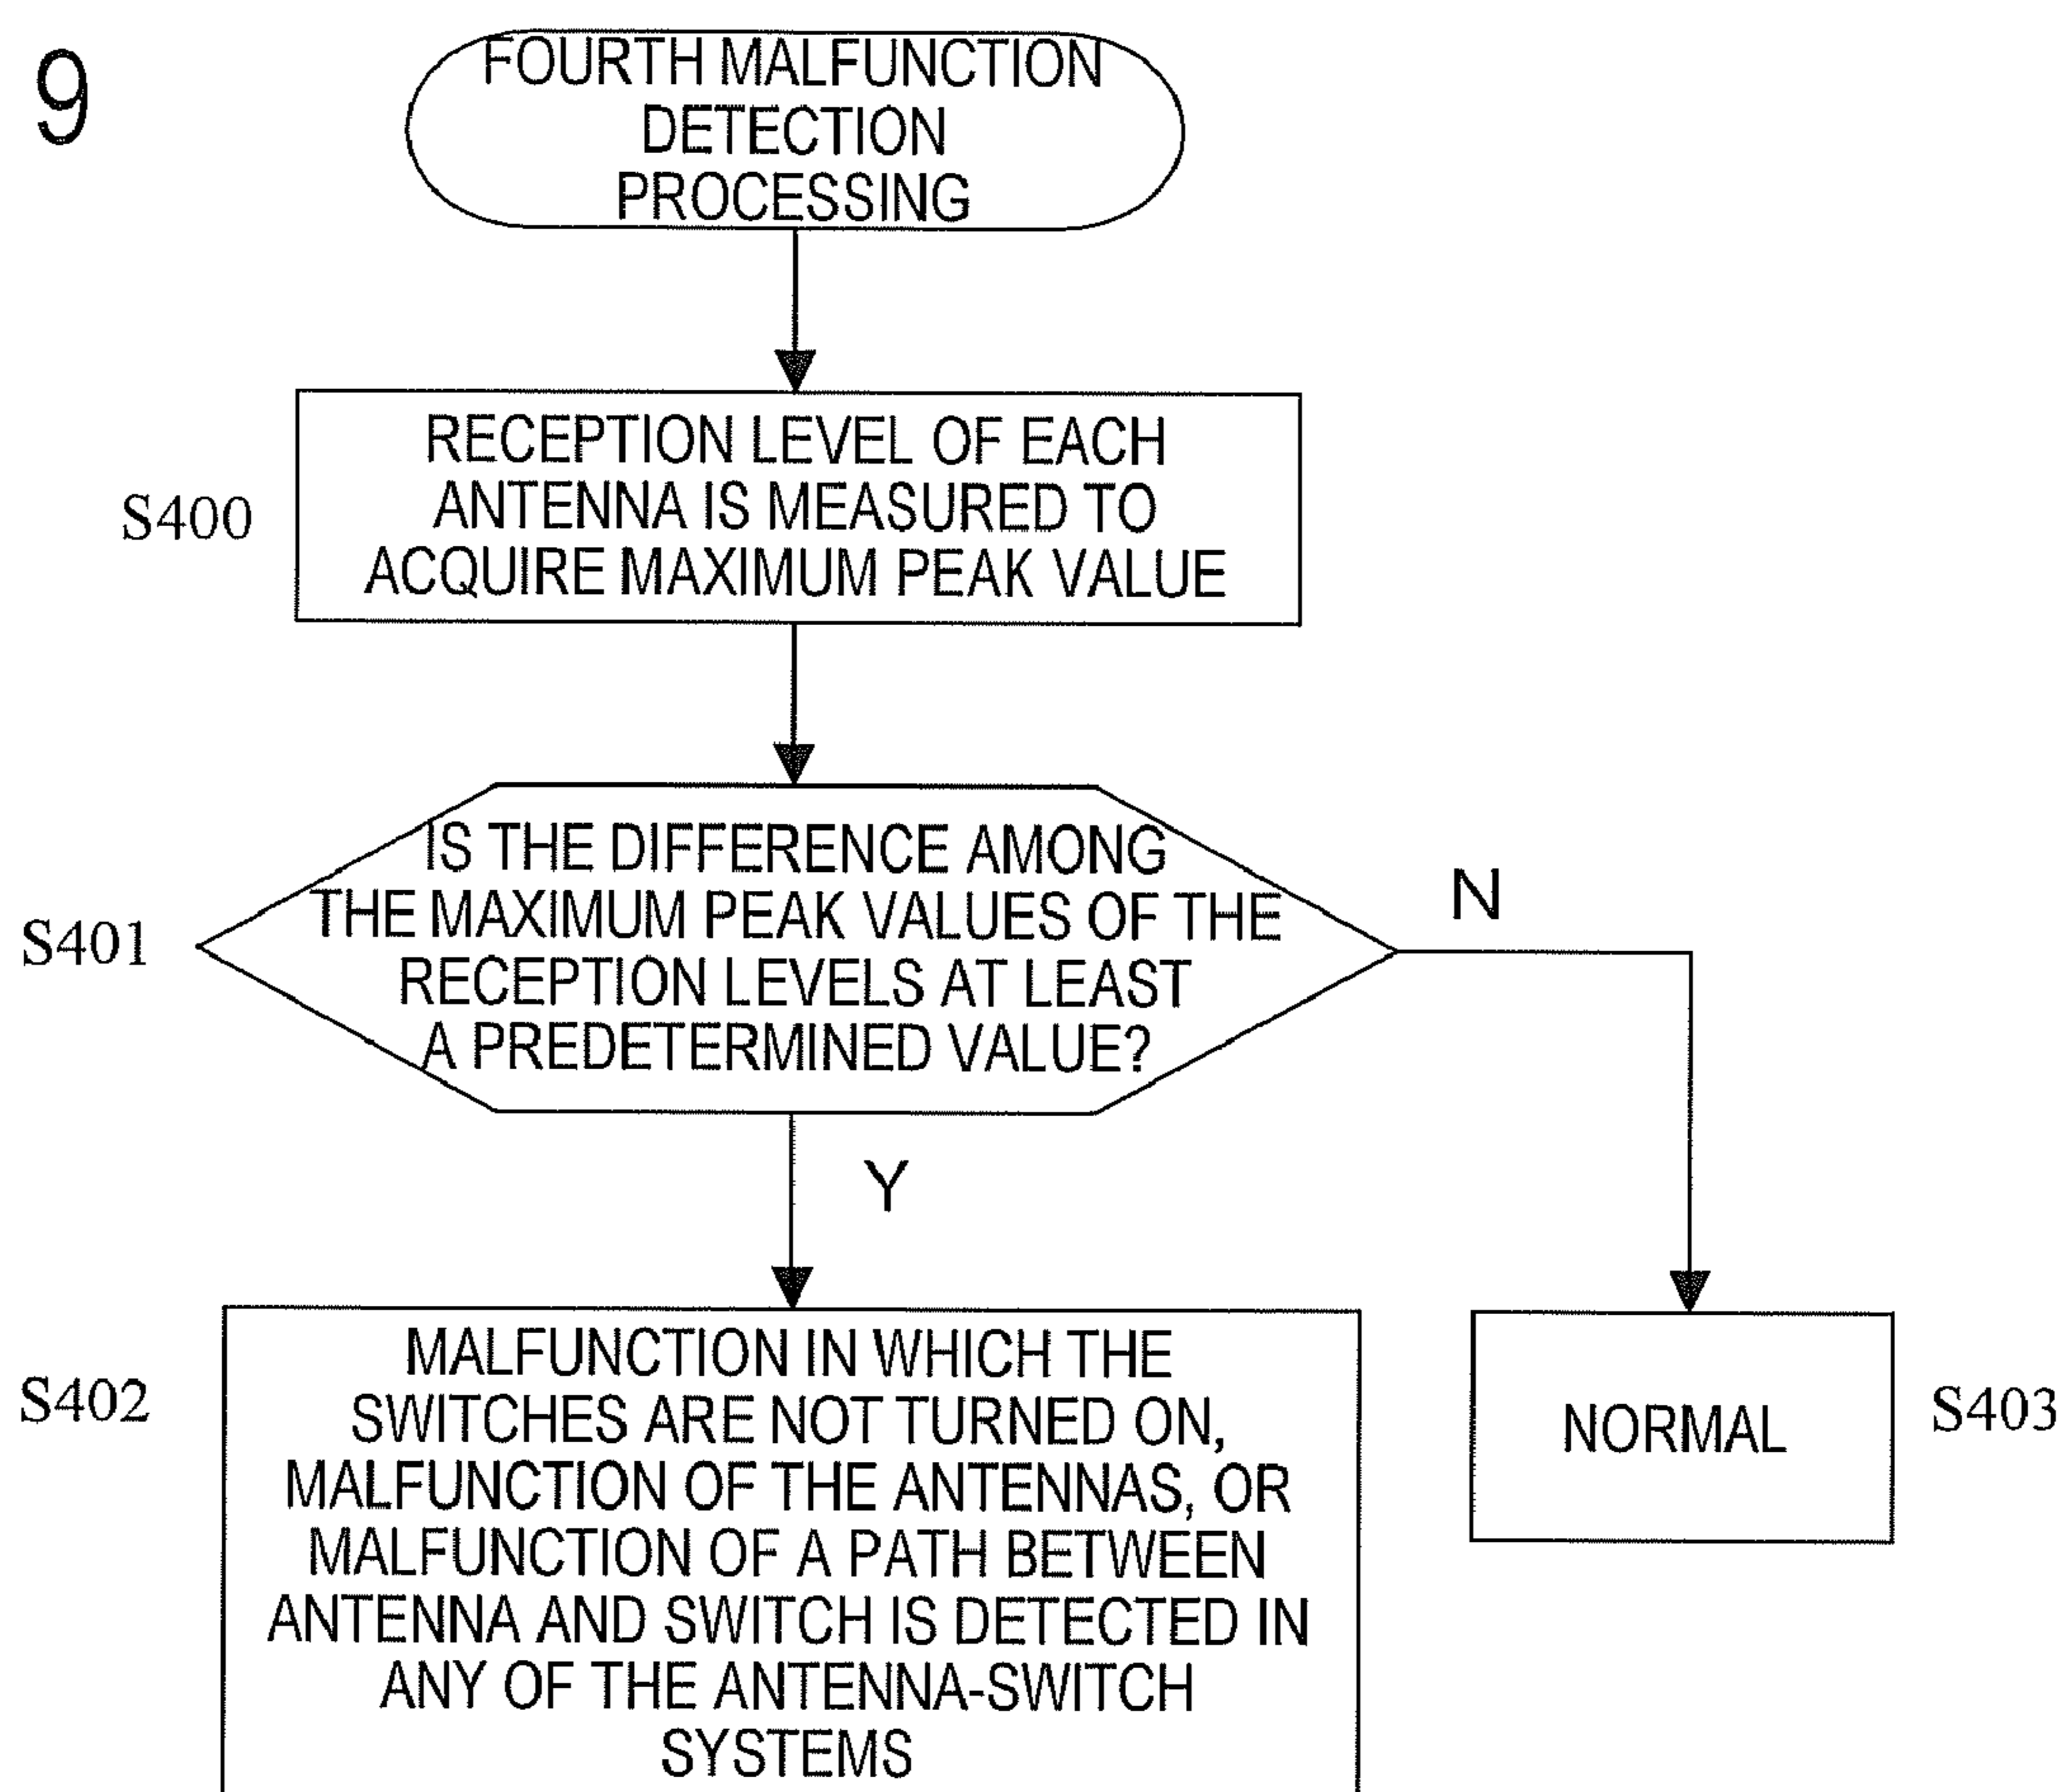 9
FOURTH MALFUNCTION
DETECTION
PROCESSING
S400
RECEPTION LEVEL OF EACH
ANTENNA IS MEASURED TO
ACQUIRE MAXIMUM PEAK VALUE
S401
IS THE DIFFERENCE AMONG
THE MAXIMUM PEAK VALUES OF THE
RECEPTION LEVELS AT LEAST
A PREDETERMINED VALUE?
N
Y
S402
MALFUNCTION IN WHICH THE
SWITCHES ARE NOT TURNED ON,
MALFUNCTION OF THE ANTENNAS, OR
MALFUNCTION OF A PATH BETWEEN
ANTENNA AND SWITCH IS DETECTED IN
ANY OF THE ANTENNA-SWITCH
SYSTEMS
NORMAL
S403